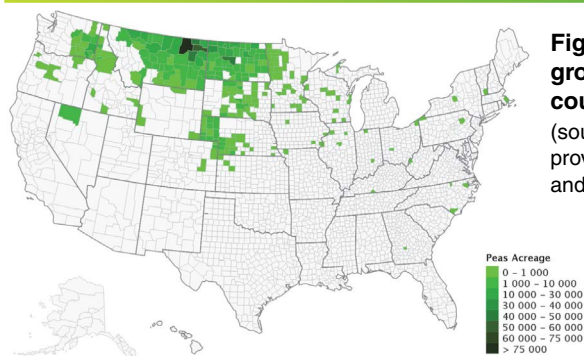 Fig
gro
cou
(sou
prov
and
Peas Acreage
0 - 1 000
1 000 - 10 000
10 000 - 30 000
30 000 - 40 000
40 000 - 50 000
50 000 - 60 000
60 000 - 75 000
> 75 000